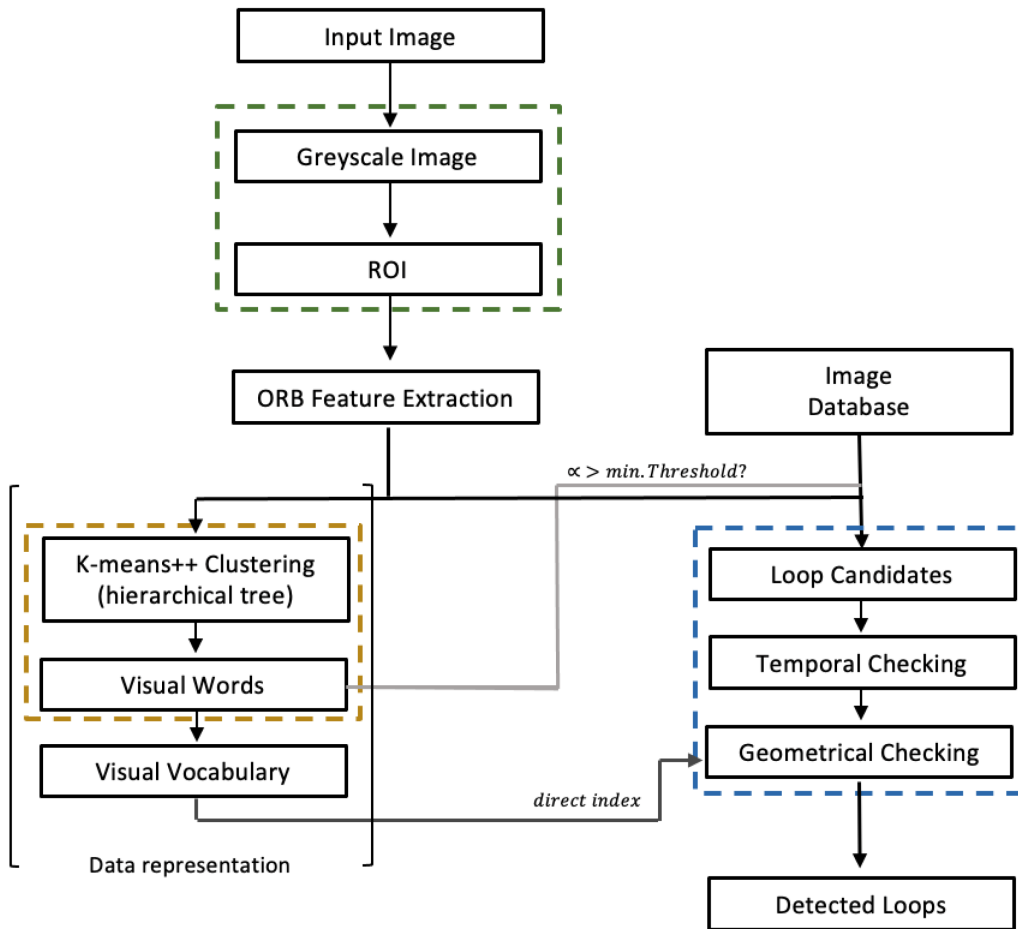 Input Image
Greyscale Image
ROI
ORB Feature Extraction
Image
Database
∝ > min.Threshold?
K-means++ Clustering
(hierarchical tree)
Visual Words
Visual Vocabulary
Data representation
Loop Candidates
Temporal Checking
Geometrical Checking
direct index
Detected Loops